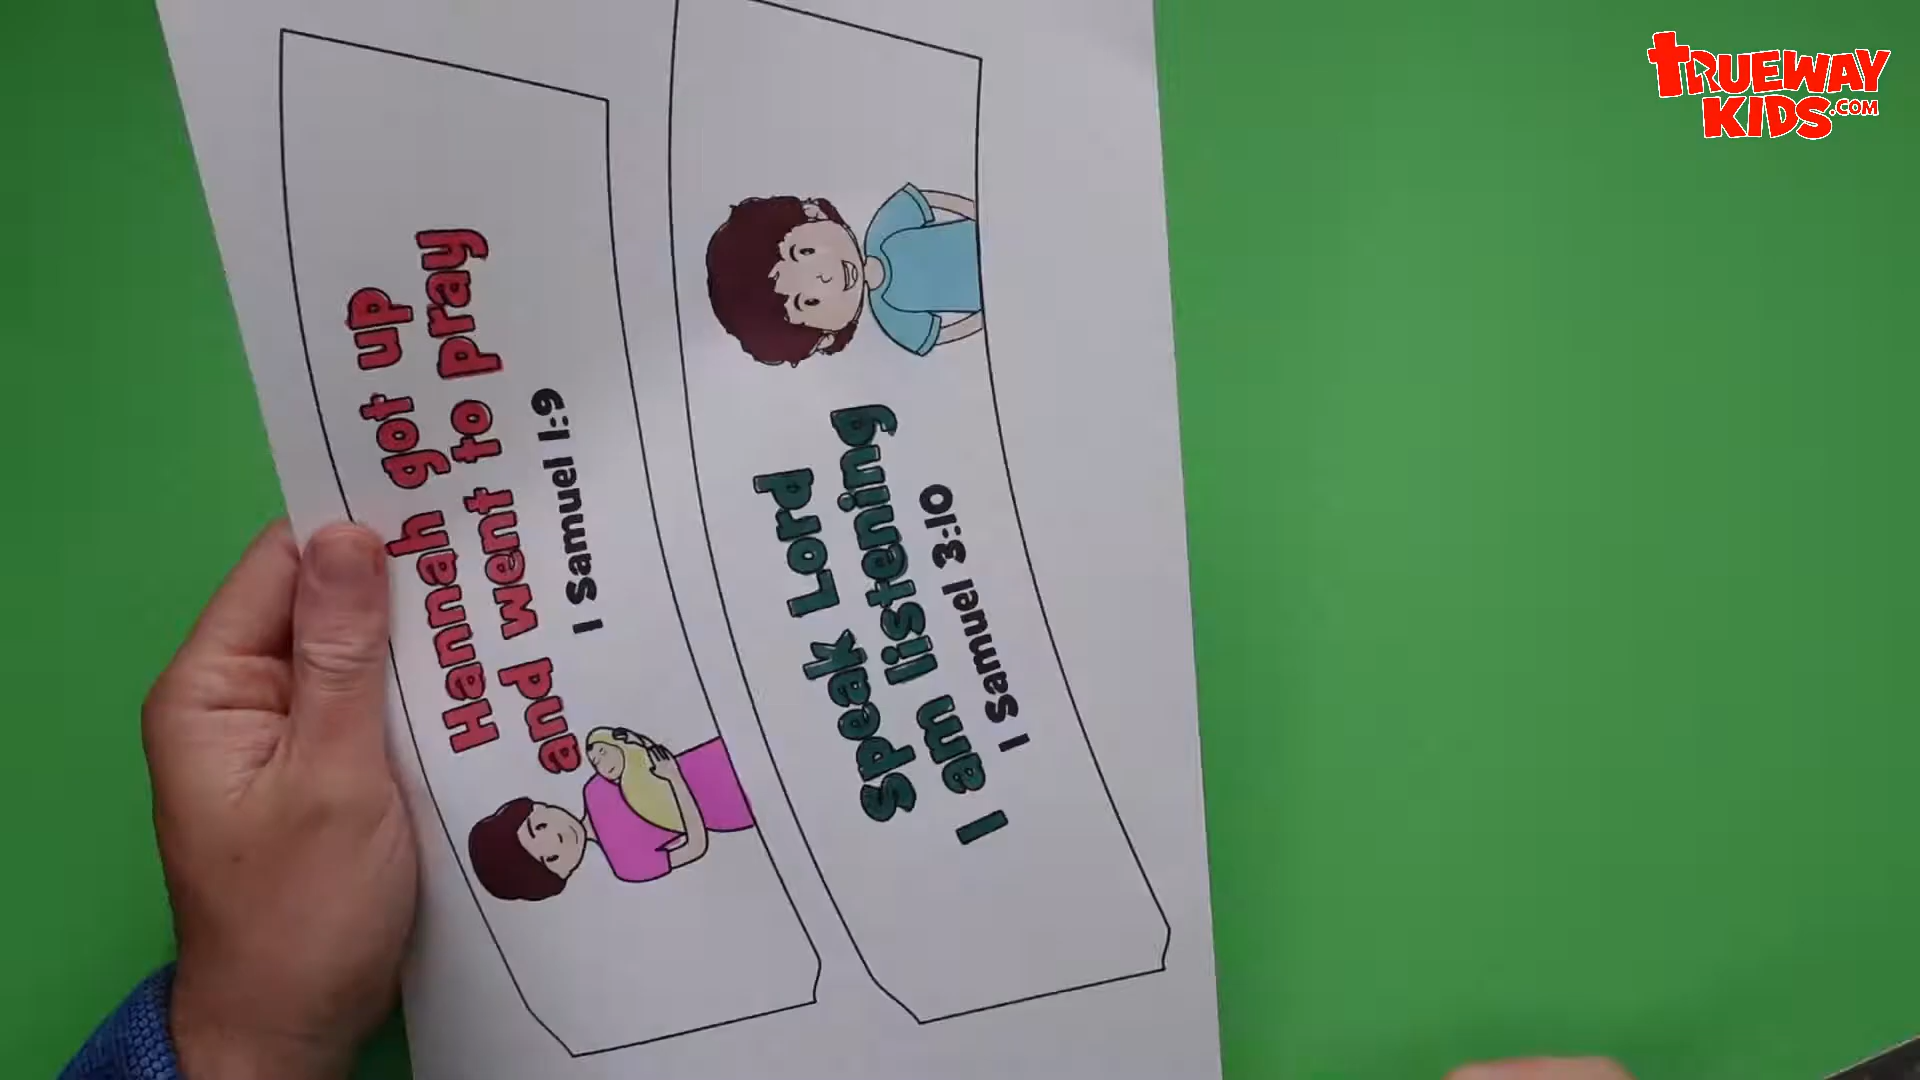 Hannah got up
and went to pray
1 Samuel 1:9
Speak Lord
I am listening
1 Samuel 3:10
TRUEWAY
KIDS.COM